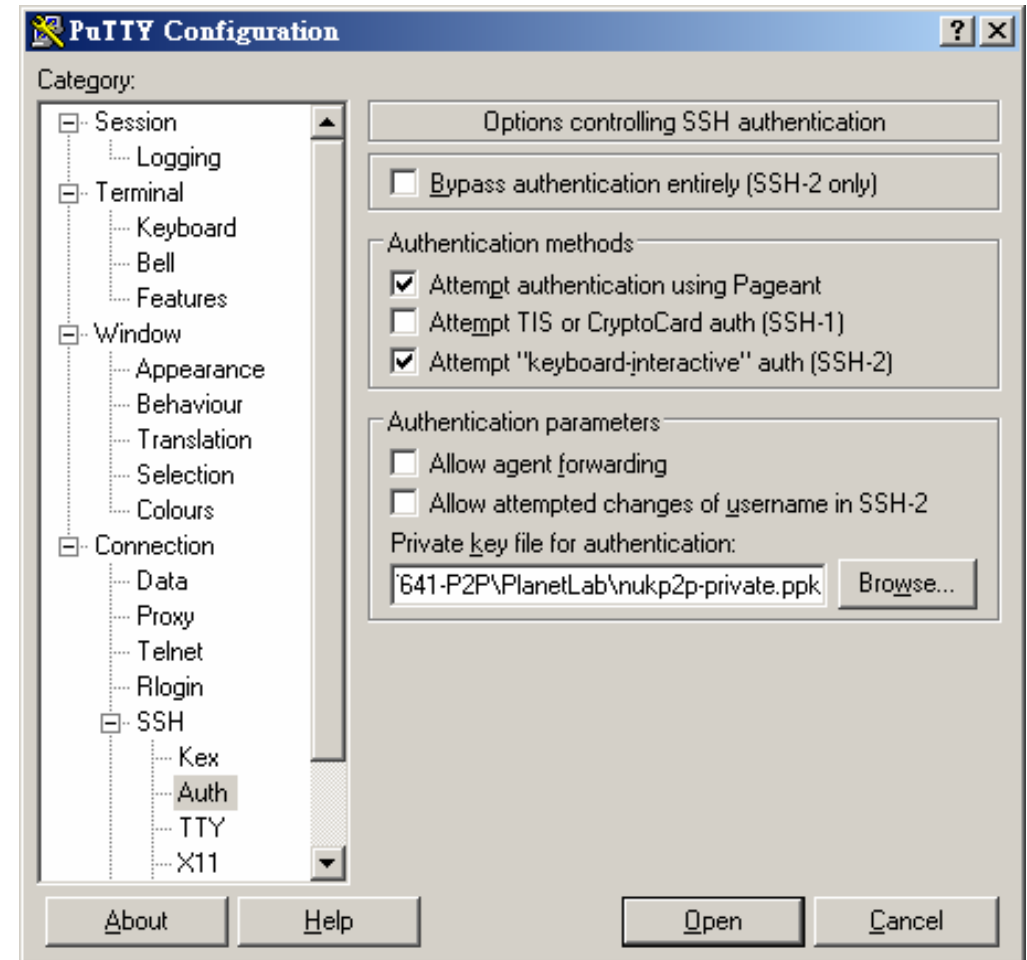 PuTTY Configuration
Category:
Session
Logging
Terminal
Keyboard
Bell
Features
Window
Appearance
Behaviour
Translation
Selection
Colours
Connection
Data
Proxy
Telnet
Rlogin
SSH
Kex
Auth
TTY
X11
Options controlling SSH authentication
Bypass authentication entirely (SSH-2 only)
Authentication methods
Attempt authentication using Pageant
Attempt TIS or CryptoCard auth (SSH-1)
Attempt "keyboard-interactive" auth (SSH-2)
Authentication parameters
Allow agent forwarding
Allow attempted changes of username in SSH-2
Private key file for authentication:
641-P2P\PlanetLab\nukp2p-private.ppk
Browse...
About
Help
Open
Cancel